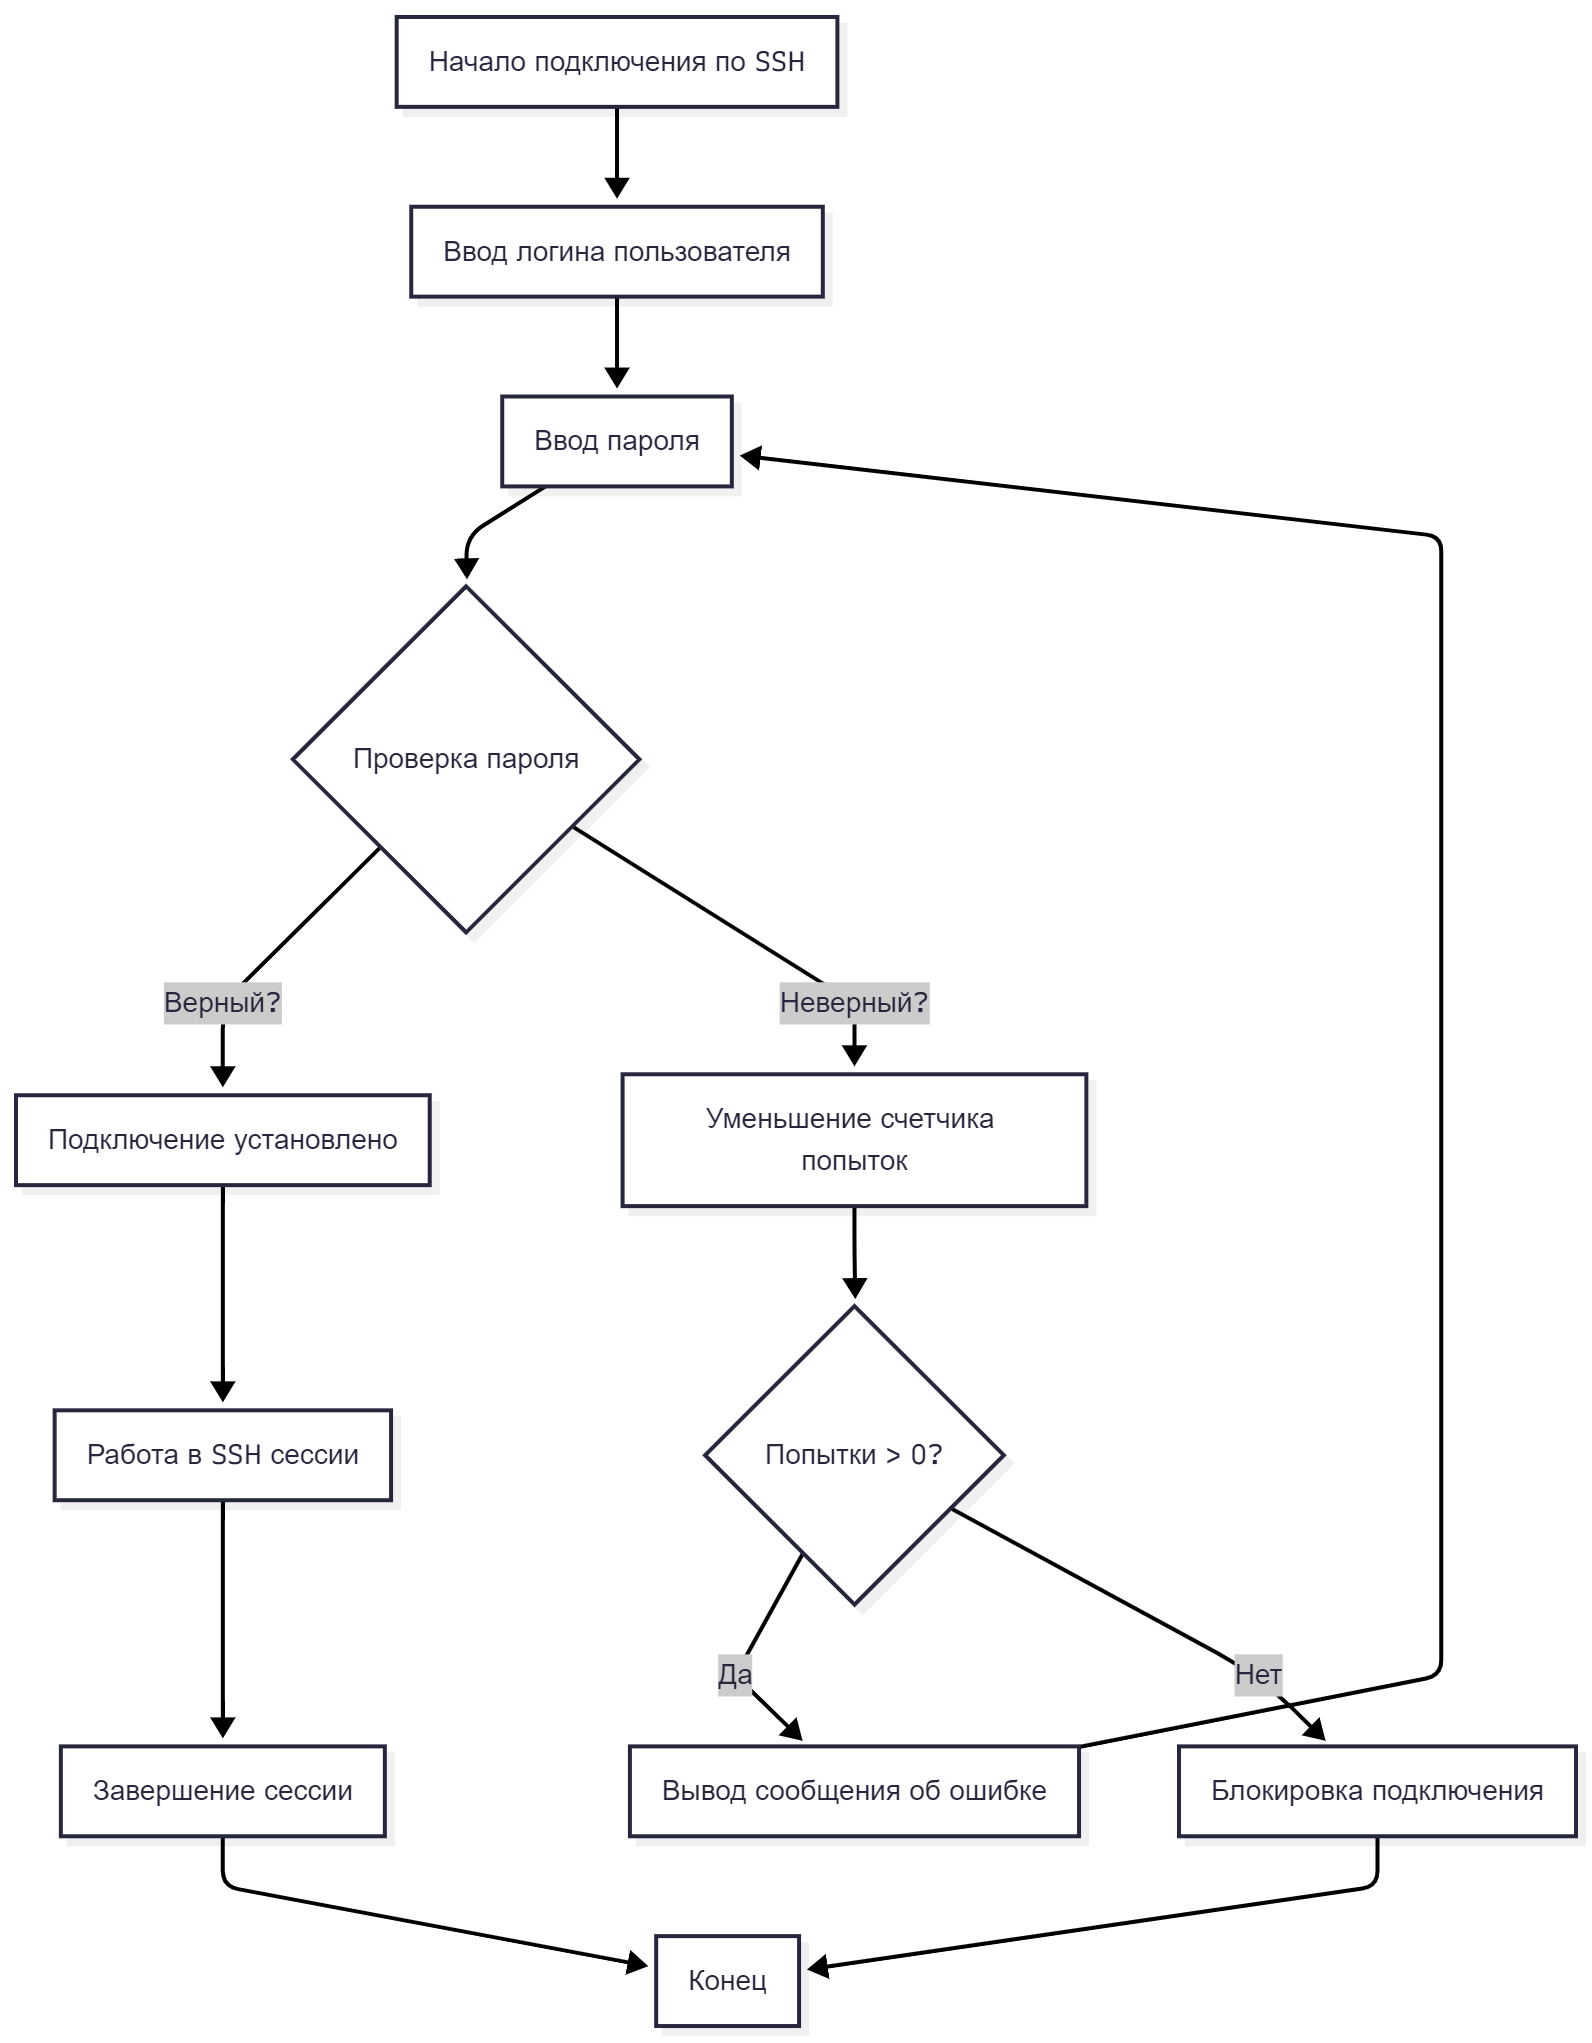 Начало подключения по SSH
Ввод логина пользователя
Ввод пароля
Проверка пароля
Верный?
Неверный?
Подключение установлено
Уменьшение счетчика
попыток
Работа в SSH сессии
Попытки > 0?
Да
Нет
Завершение сессии
Вывод сообщения об ошибке
Блокировка подключения
Конец